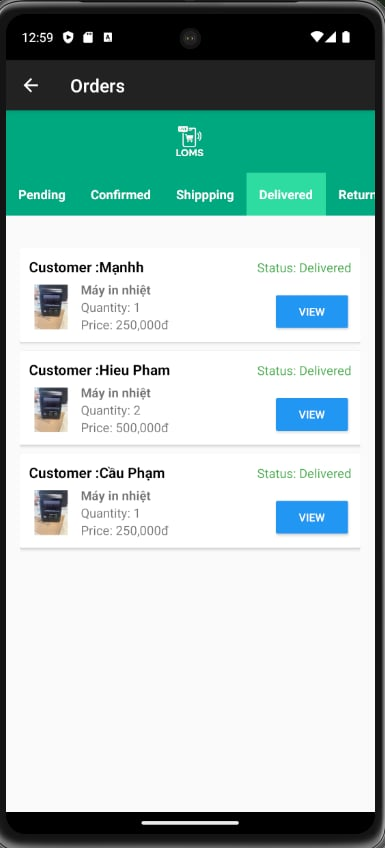 12:59
Orders
LOMS
Pending Confirmed Shippping Delivered Return
Customer :Mạnhh
Status: Delivered
Máy in nhiệt
Quantity: 1
Price: 250,000đ
VIEW
Customer :Hieu Pham
Status: Delivered
Máy in nhiệt
Quantity: 2
Price: 500,000đ
VIEW
Customer :Cầu Phạm
Status: Delivered
Máy in nhiệt
Quantity: 1
Price: 250,000đ
VIEW